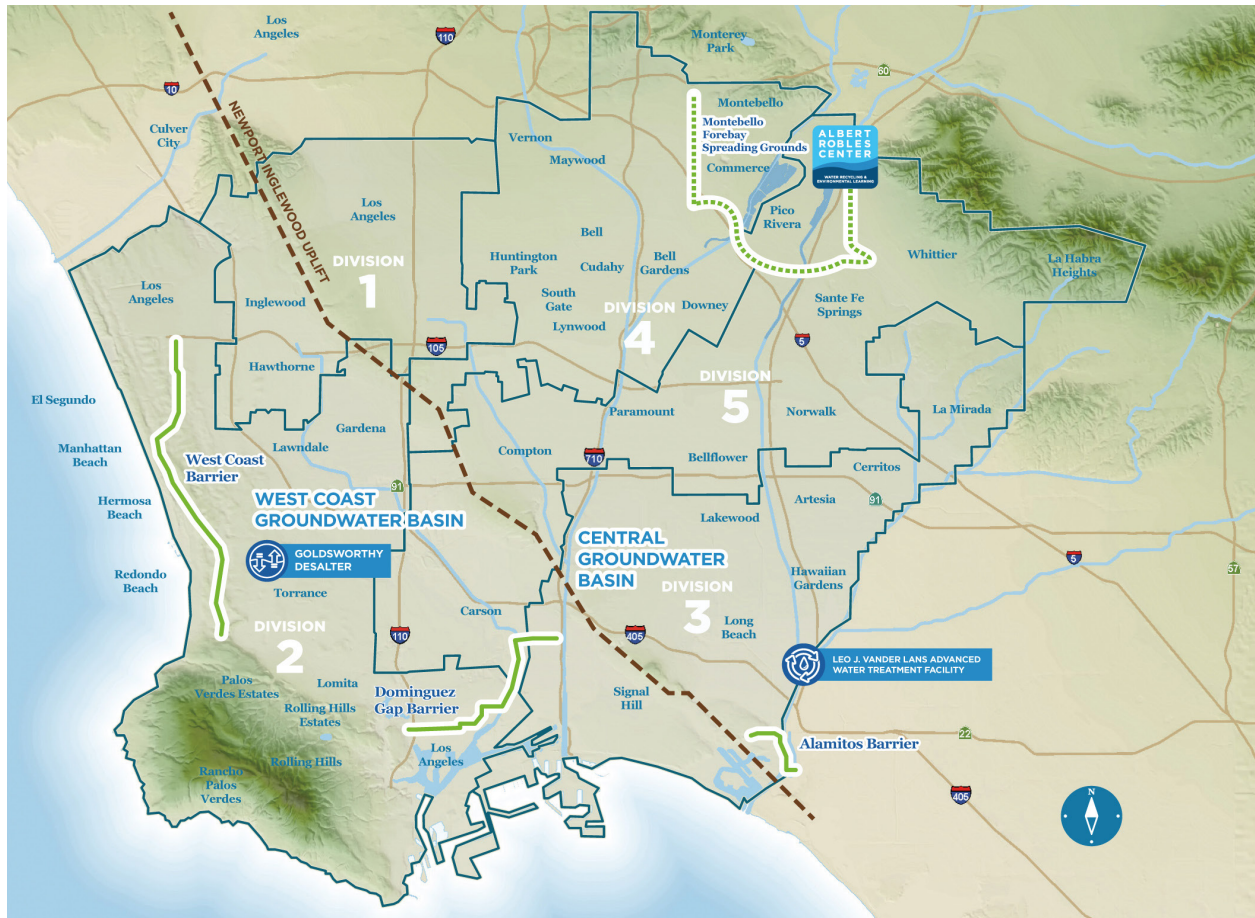 Los
Angeles
110
Monterey
Park
10
60
Culver
City
NEWPORT INGLEWOOD UPLIFT
Vernon
Maywood
Montebello
Montebello
Forebay
Spreading Grounds
Commerce
ALBERT
ROBLES
CENTER
WATER RECYCLING &
ENVIRONMENTAL LEARNING
Los
Angeles
Pico
Rivera
Bell
Huntington
Park
Cudahy
Bell
Gardens
Whittier
La Habra
Heights
Los
Angeles
Inglewood
DIVISION
1
South
Gate
Lynwood
DIVISION
4
Downey
Sante Fe
Springs
105
5
Hawthorne
El Segundo
DIVISION
5
Paramount
Norwalk
La Mirada
Manhattan
Beach
Lawndale
Gardena
Compton
710
Bellflower
Cerritos
West Coast
Barrier
91
Artesia
91
Hermosa
Beach
WEST COAST
GROUNDWATER BASIN
Lakewood
CENTRAL
GROUNDWATER
BASIN
GOLDSWORTHY
DESALTER
5
57
Redondo
Beach
Torrance
Hawaiian
Gardens
DIVISION
3
Carson
DIVISION
2
110
405
Long
Beach
LEO J. VANDER LANS ADVANCED
WATER TREATMENT FACILITY
Palos
Verdes Estates
Lomita
Rolling Hills
Estates
Dominguez
Gap Barrier
Signal
Hill
22
Alamitos Barrier
Los
Angeles
Rolling Hills
Rancho
Palos
Verdes
405
N